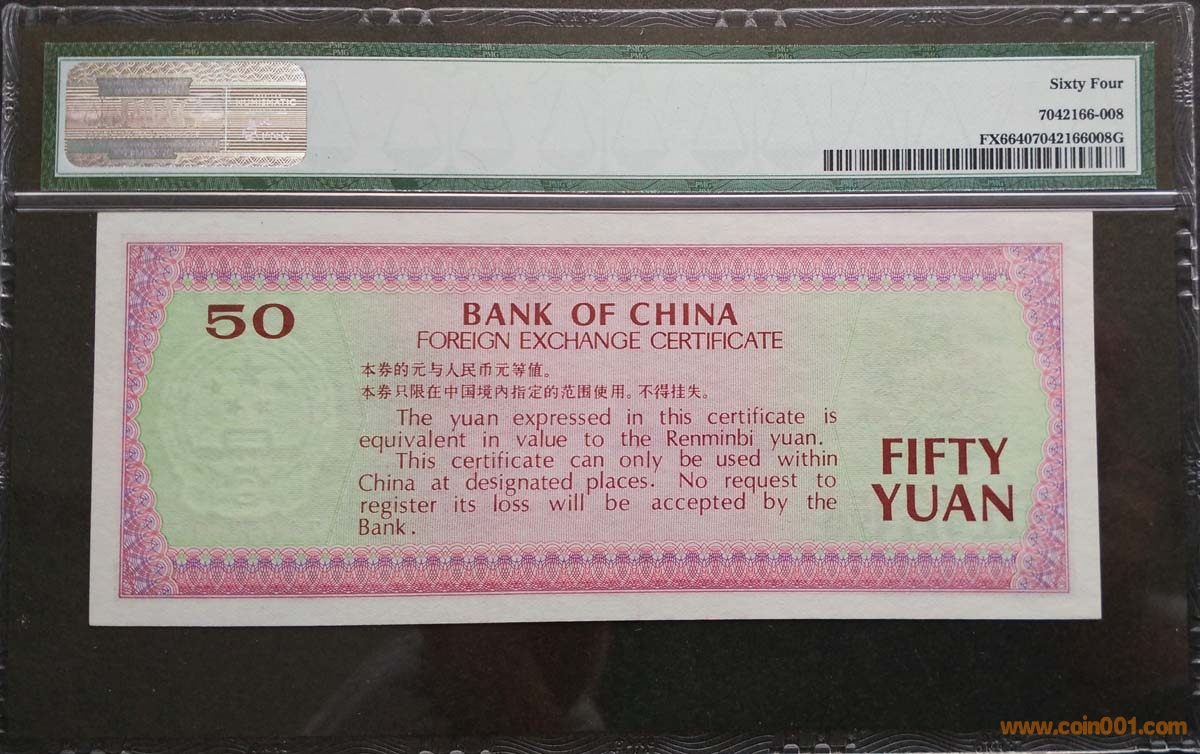 Sixty Four
7042166-008
FX66407042166008G
50
BANK OF CHINA
FOREIGN EXCHANGE CERTIFICATE
本券的元与人民币元等值。
本券只限在中国境内指定的范围使用。不得挂失。
The yuan expressed in this certificate is
equivalent in value to the Renminbi yuan.
This certificate can only be used within
China at designated places. No request to
register its loss will be accepted by the
Bank.
FIFTY
YUAN
www.coin001.com